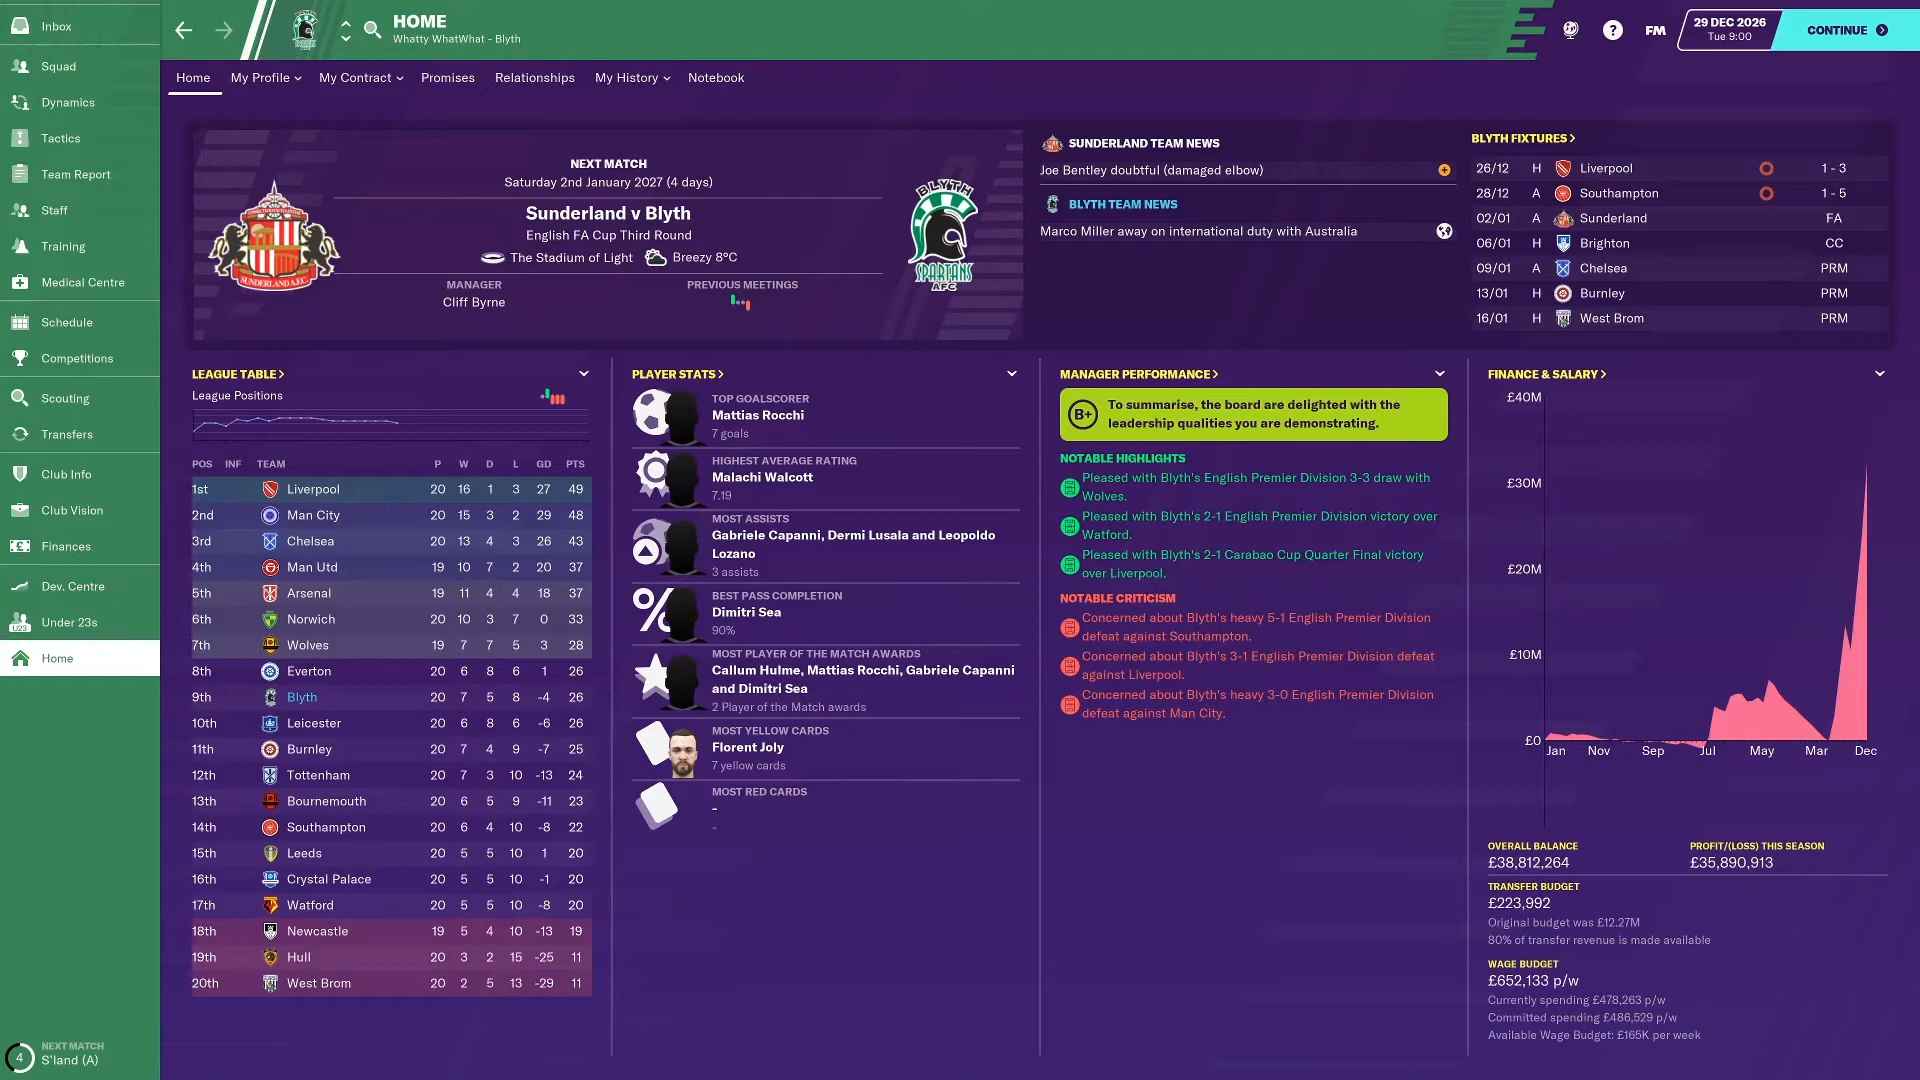 Inbox
Squad
Dynamics
Tactics
Team Report
Staff
Training
Medical Centre
Schedule
Competitions
Scouting
Transfers
Club Info
Club Vision
Finances
Dev. Centre
U23
Under 23s
Home
4
NEXT MATCH
S'land (A)
HOME
Whatty WhatWhat - Blyth
?
FM
29 DEC 2026
Tue 9:00
CONTINUE
Home
My Profile
My Contract
Promises
Relationships
My History
Notebook
SUNDERLAND A.F.C.
NEXT MATCH
Saturday 2nd January 2027 (4 days)
Sunderland v Blyth
English FA Cup Third Round
The Stadium of Light Breezy 8°C
MANAGER
Cliff Byrne
PREVIOUS MEETINGS
BLYTH
SPARTANS
AFC
SUNDERLAND TEAM NEWS
Joe Bentley doubtful (damaged elbow)
BLYTH TEAM NEWS
Marco Miller away on international duty with Australia
BLYTH FIXTURES >
26/12 H Liverpool 1 - 3
28/12 A Southampton 1 - 5
02/01 A Sunderland FA
06/01 H Brighton CC
09/01 A Chelsea PRM
13/01 H Burnley PRM
16/01 H West Brom PRM
LEAGUE TABLE >
League Positions
POS INF TEAM P W D L GD PTS
1st Liverpool 20 16 1 3 27 49
2nd Man City 20 15 3 2 29 48
3rd Chelsea 20 13 4 3 26 43
4th Man Utd 19 10 7 2 20 37
5th Arsenal 19 11 4 4 18 37
6th Norwich 20 10 3 7 0 33
7th Wolves 19 7 7 5 3 28
8th Everton 20 6 8 6 1 26
9th Blyth 20 7 5 8 -4 26
10th Leicester 20 6 8 6 -6 26
11th Burnley 20 7 4 9 -7 25
12th Tottenham 20 7 3 10 -13 24
13th Bournemouth 20 6 5 9 -11 23
14th Southampton 20 6 4 10 -8 22
15th Leeds 20 5 5 10 1 20
16th Crystal Palace 20 5 5 10 -1 20
17th Watford 20 5 5 10 -8 20
18th Newcastle 19 5 4 10 -13 19
19th Hull 20 3 2 15 -25 11
20th West Brom 20 2 5 13 -29 11
PLAYER STATS >
TOP GOALSCORER
Mattias Rocchi
7 goals
HIGHEST AVERAGE RATING
Malachi Walcott
7.19
MOST ASSISTS
Gabriele Capanni, Dermi Lusala and Leopoldo
Lozano
3 assists
BEST PASS COMPLETION
Dimitri Sea
90%
MOST PLAYER OF THE MATCH AWARDS
Callum Hulme, Mattias Rocchi, Gabriele Capanni
and Dimitri Sea
2 Player of the Match awards
MOST YELLOW CARDS
Florent Joly
7 yellow cards
MOST RED CARDS
-
-
MANAGER PERFORMANCE >
B+
To summarise, the board are delighted with the
leadership qualities you are demonstrating.
NOTABLE HIGHLIGHTS
Pleased with Blyth's English Premier Division 3-3 draw with
Wolves.
Pleased with Blyth's 2-1 English Premier Division victory over
Watford.
Pleased with Blyth's 2-1 Carabao Cup Quarter Final victory
over Liverpool.
NOTABLE CRITICISM
Concerned about Blyth's heavy 5-1 English Premier Division
defeat against Southampton.
Concerned about Blyth's 3-1 English Premier Division defeat
against Liverpool.
Concerned about Blyth's heavy 3-0 English Premier Division
defeat against Man City.
FINANCE & SALARY >
£40M
£30M
£20M
£10M
£0
Jan Nov Sep Jul May Mar Dec
OVERALL BALANCE
£38,812,264
PROFIT/(LOSS) THIS SEASON
£35,890,913
TRANSFER BUDGET
£223,992
Original budget was £12.27M
80% of transfer revenue is made available
WAGE BUDGET
£652,133 p/w
Currently spending £478,263 p/w
Committed spending £486,529 p/w
Available Wage Budget: £165K per week